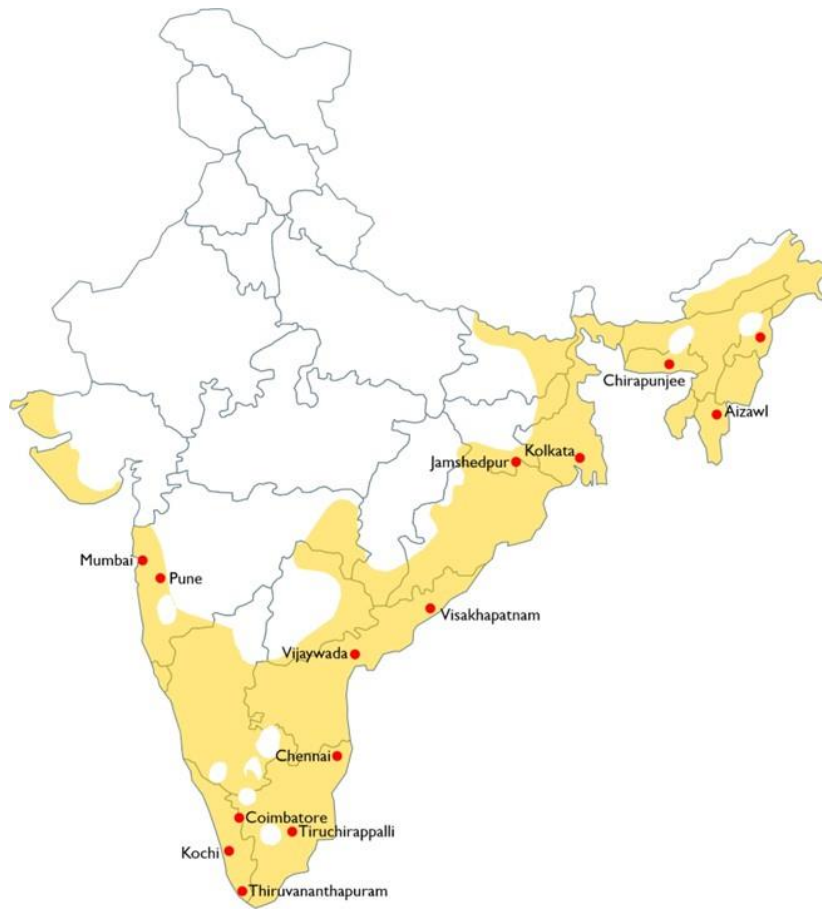 Chirapunjee
Aizawl
Kolkata
Jamshedpur
Mumbai
Pune
Visakhapatnam
Vijaywada
Chennai
Coimbatore
Tiruchirappalli
Kochi
Thiruvananthapuram